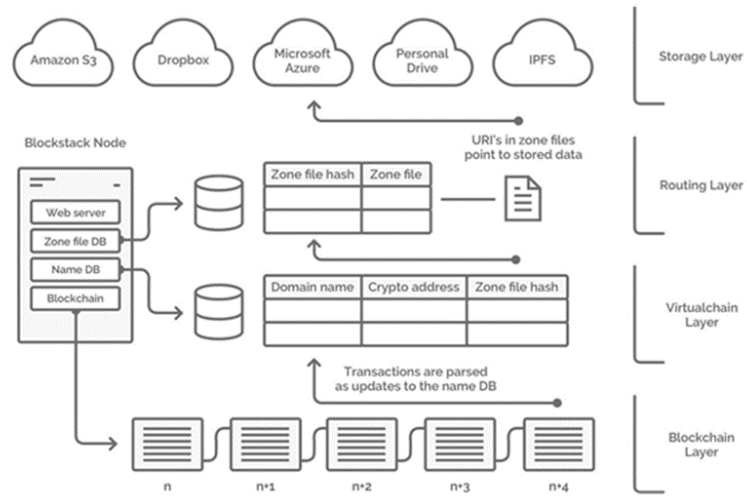 Amazon S3
Dropbox
Microsoft
Azure
Personal
Drive
IPFS
Storage Layer
Blockstack Node
URI's in zone files
point to stored data
Zone file hash
Zone file
Routing Layer
Web server
Zone file DB
Name DB
Blockchain
Domain name
Crypto address
Zone file hash
Virtualchain
Layer
Transactions are parsed
as updates to the name DB
Blockchain
Layer
n
n+1
n+2
n+3
n+4